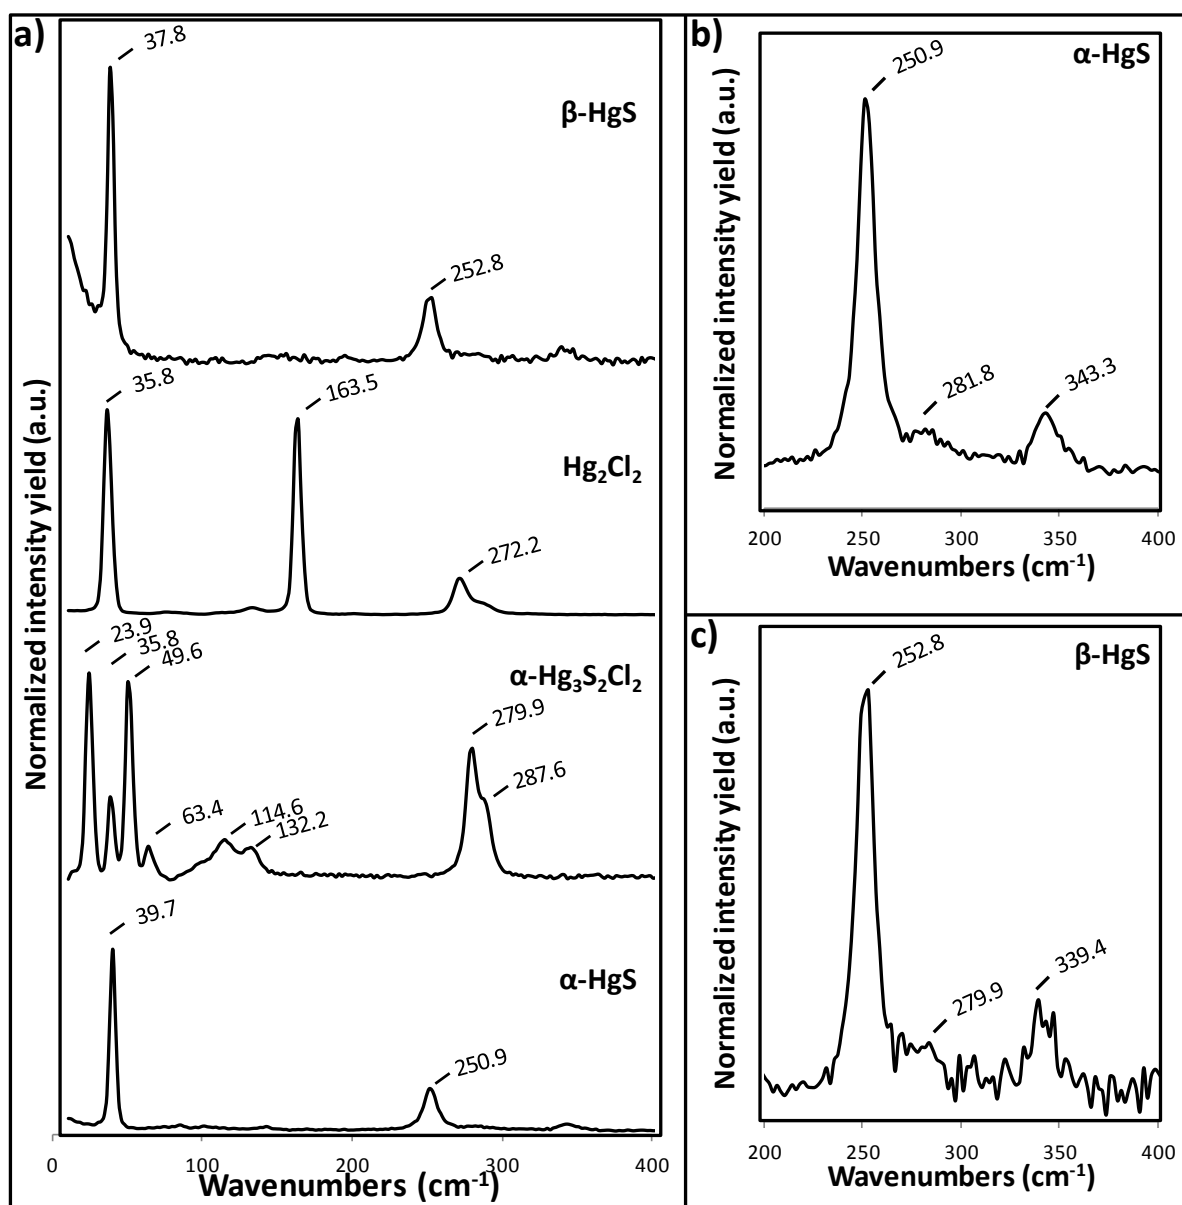 a)
37.8
β-HgS
252.8
35.8
163.5
Hg₂Cl₂
272.2
23.9
35.8
49.6
α-Hg₃S₂Cl₂
279.9
287.6
63.4
114.6
132.2
39.7
α-HgS
250.9
0 100 200 300 400
Wavenumbers (cm⁻¹)
Normalized intensity yield (a.u.)
b)
α-HgS
250.9
281.8
343.3
200 250 300 350 400
Wavenumbers (cm⁻¹)
Normalized intensity yield (a.u.)
c)
β-HgS
252.8
279.9
339.4
200 250 300 350 400
Wavenumbers (cm⁻¹)
Normalized intensity yield (a.u.)